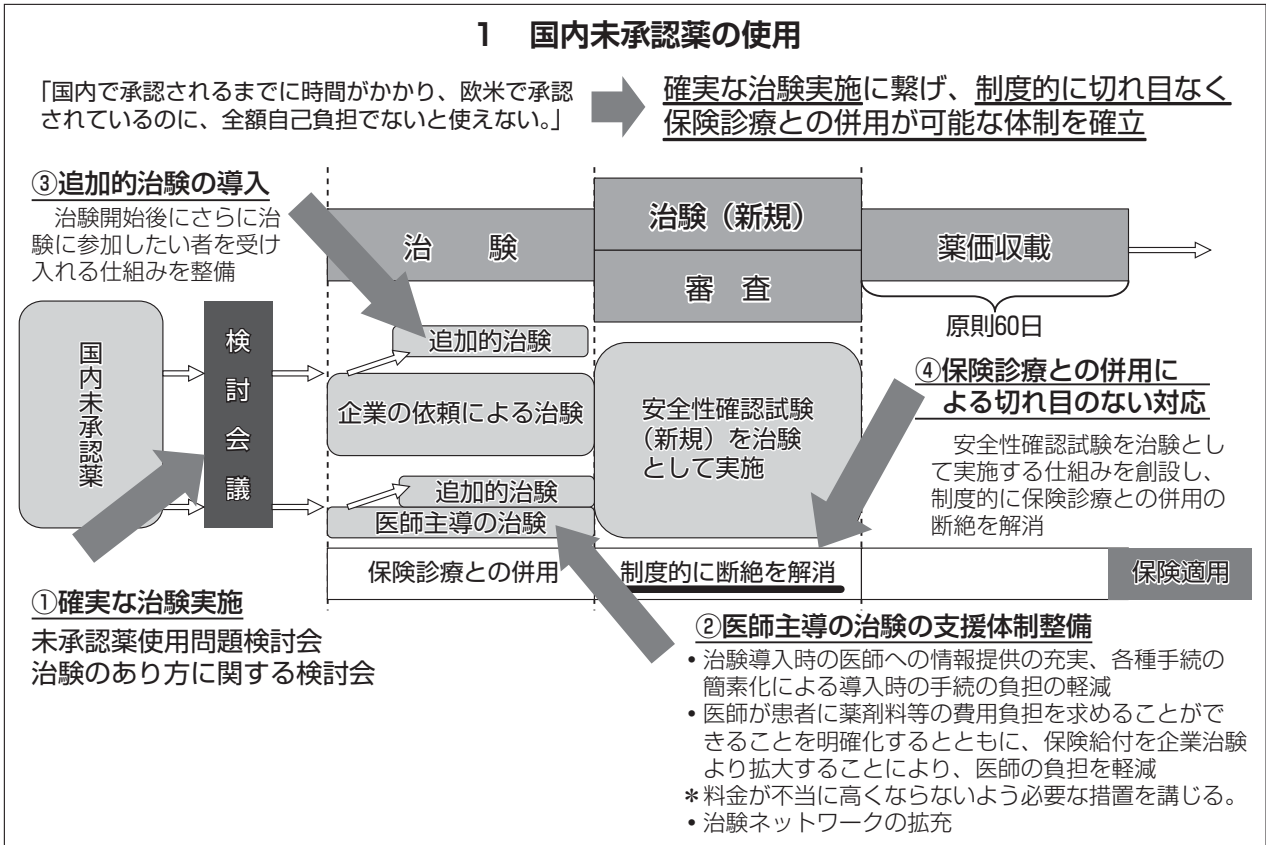 1 国内未承認薬の使用
「国内で承認されるまでに時間がかかり、欧米で承認
されているのに、全額自己負担でないと使えない。」
確実な治験実施に繋げ、制度的に切れ目なく
保険診療との併用が可能な体制を確立
③追加的治験の導入
治験開始後にさらに治
験に参加したい者を受け
入れる仕組みを整備
治 験
治験（新規）
審 査
薬価収載
原則60日
国内未承認薬
検討会議
追加的治験
企業の依頼による治験
追加的治験
医師主導の治験
安全性確認試験
（新規）を治験
として実施
④保険診療との併用に
よる切れ目のない対応
安全性確認試験を治験とし
て実施する仕組みを創設し、
制度的に保険診療との併用の
断絶を解消
保険診療との併用
制度的に断絶を解消
保険適用
①確実な治験実施
未承認薬使用問題検討会
治験のあり方に関する検討会
②医師主導の治験の支援体制整備
・治験導入時の医師への情報提供の充実、各種手続の
簡素化による導入時の手続の負担の軽減
・医師が患者に薬剤料等の費用負担を求めることがで
きることを明確化するとともに、保険給付を企業治験
より拡大することにより、医師の負担を軽減
＊料金が不当に高くならないよう必要な措置を講じる。
・治験ネットワークの拡充